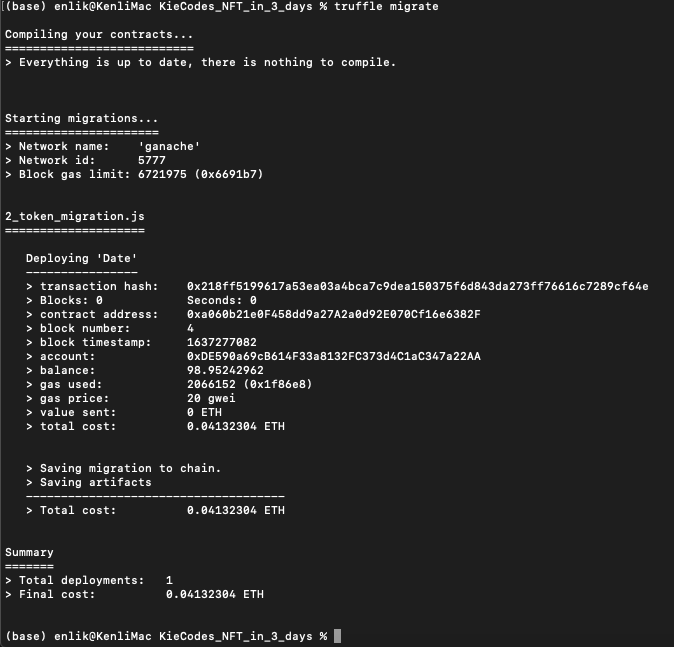 (base) enlik@KenliMac KieCodes_NFT_in_3_days % truffle migrate
Compiling your contracts...
===========================
> Everything is up to date, there is nothing to compile.
Starting migrations...
======================
> Network name:    'ganache'
> Network id:      5777
> Block gas limit: 6721975 (0x6691b7)
2_token_migration.js
====================
   Deploying 'Date'
   ----------------
   > transaction hash:    0x218ff5199617a53ea03a4bca7c9dea150375f6d843da273ff76616c7289cf64e
   > Blocks: 0            Seconds: 0
   > contract address:    0xa060b21e0F458dd9a27A2a0d92E070Cf16e6382F
   > block number:        4
   > block timestamp:     1637277082
   > account:             0xDE590a69cB614F33a8132FC373d4C1aC347a22AA
   > balance:             98.95242962
   > gas used:            2066152 (0x1f86e8)
   > gas price:           20 gwei
   > value sent:          0 ETH
   > total cost:          0.04132304 ETH
   > Saving migration to chain.
   > Saving artifacts
   -------------------------------------
   > Total cost:          0.04132304 ETH
Summary
=======
> Total deployments:   1
> Final cost:          0.04132304 ETH
(base) enlik@KenliMac KieCodes_NFT_in_3_days %